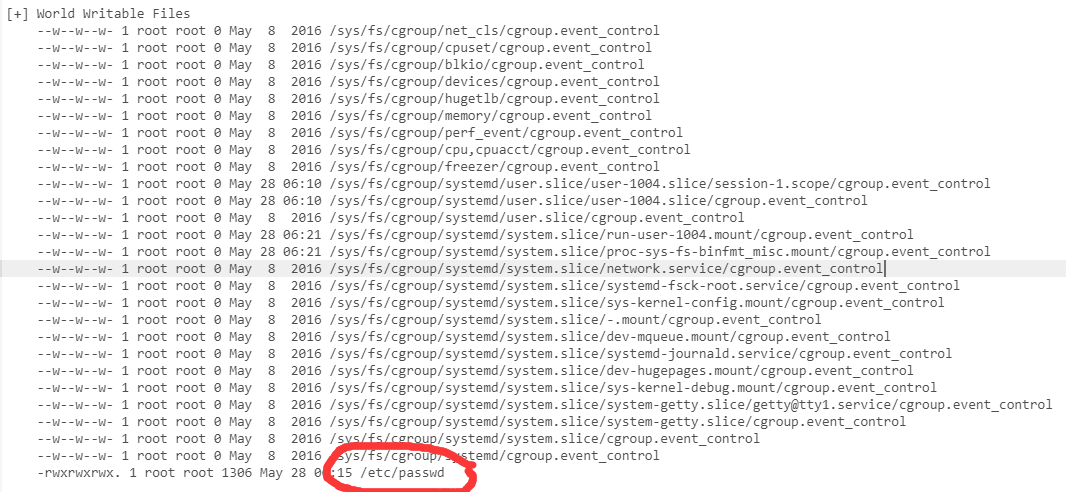 [+] World Writable Files
--w--w--w- 1 root root 0 May  8  2016 /sys/fs/cgroup/net_cls/cgroup.event_control
--w--w--w- 1 root root 0 May  8  2016 /sys/fs/cgroup/cpuset/cgroup.event_control
--w--w--w- 1 root root 0 May  8  2016 /sys/fs/cgroup/blkio/cgroup.event_control
--w--w--w- 1 root root 0 May  8  2016 /sys/fs/cgroup/devices/cgroup.event_control
--w--w--w- 1 root root 0 May  8  2016 /sys/fs/cgroup/hugetlb/cgroup.event_control
--w--w--w- 1 root root 0 May  8  2016 /sys/fs/cgroup/memory/cgroup.event_control
--w--w--w- 1 root root 0 May  8  2016 /sys/fs/cgroup/perf_event/cgroup.event_control
--w--w--w- 1 root root 0 May  8  2016 /sys/fs/cgroup/cpu,cpuacct/cgroup.event_control
--w--w--w- 1 root root 0 May  8  2016 /sys/fs/cgroup/freezer/cgroup.event_control
--w--w--w- 1 root root 0 May 28 06:10 /sys/fs/cgroup/systemd/user.slice/user-1004.slice/session-1.scope/cgroup.event_control
--w--w--w- 1 root root 0 May 28 06:10 /sys/fs/cgroup/systemd/user.slice/user-1004.slice/cgroup.event_control
--w--w--w- 1 root root 0 May  8  2016 /sys/fs/cgroup/systemd/user.slice/cgroup.event_control
--w--w--w- 1 root root 0 May 28 06:21 /sys/fs/cgroup/systemd/system.slice/run-user-1004.mount/cgroup.event_control
--w--w--w- 1 root root 0 May 28 06:21 /sys/fs/cgroup/systemd/system.slice/proc-sys-fs-binfmt_misc.mount/cgroup.event_control
--w--w--w- 1 root root 0 May  8  2016 /sys/fs/cgroup/systemd/system.slice/network.service/cgroup.event_control
--w--w--w- 1 root root 0 May  8  2016 /sys/fs/cgroup/systemd/system.slice/systemd-fsck-root.service/cgroup.event_control
--w--w--w- 1 root root 0 May  8  2016 /sys/fs/cgroup/systemd/system.slice/sys-kernel-config.mount/cgroup.event_control
--w--w--w- 1 root root 0 May  8  2016 /sys/fs/cgroup/systemd/system.slice/-.mount/cgroup.event_control
--w--w--w- 1 root root 0 May  8  2016 /sys/fs/cgroup/systemd/system.slice/dev-mqueue.mount/cgroup.event_control
--w--w--w- 1 root root 0 May  8  2016 /sys/fs/cgroup/systemd/system.slice/systemd-journald.service/cgroup.event_control
--w--w--w- 1 root root 0 May  8  2016 /sys/fs/cgroup/systemd/system.slice/dev-hugepages.mount/cgroup.event_control
--w--w--w- 1 root root 0 May  8  2016 /sys/fs/cgroup/systemd/system.slice/sys-kernel-debug.mount/cgroup.event_control
--w--w--w- 1 root root 0 May  8  2016 /sys/fs/cgroup/systemd/system.slice/system-getty.slice/getty@tty1.service/cgroup.event_control
--w--w--w- 1 root root 0 May  8  2016 /sys/fs/cgroup/systemd/system.slice/system-getty.slice/cgroup.event_control
--w--w--w- 1 root root 0 May  8  2016 /sys/fs/cgroup/systemd/system.slice/cgroup.event_control
--w--w--w- 1 root root 0 May  8  2016 /sys/fs/cgroup/systemd/cgroup.event_control
-rwxrwxrwx. 1 root root 1306 May 28 06:15 /etc/passwd